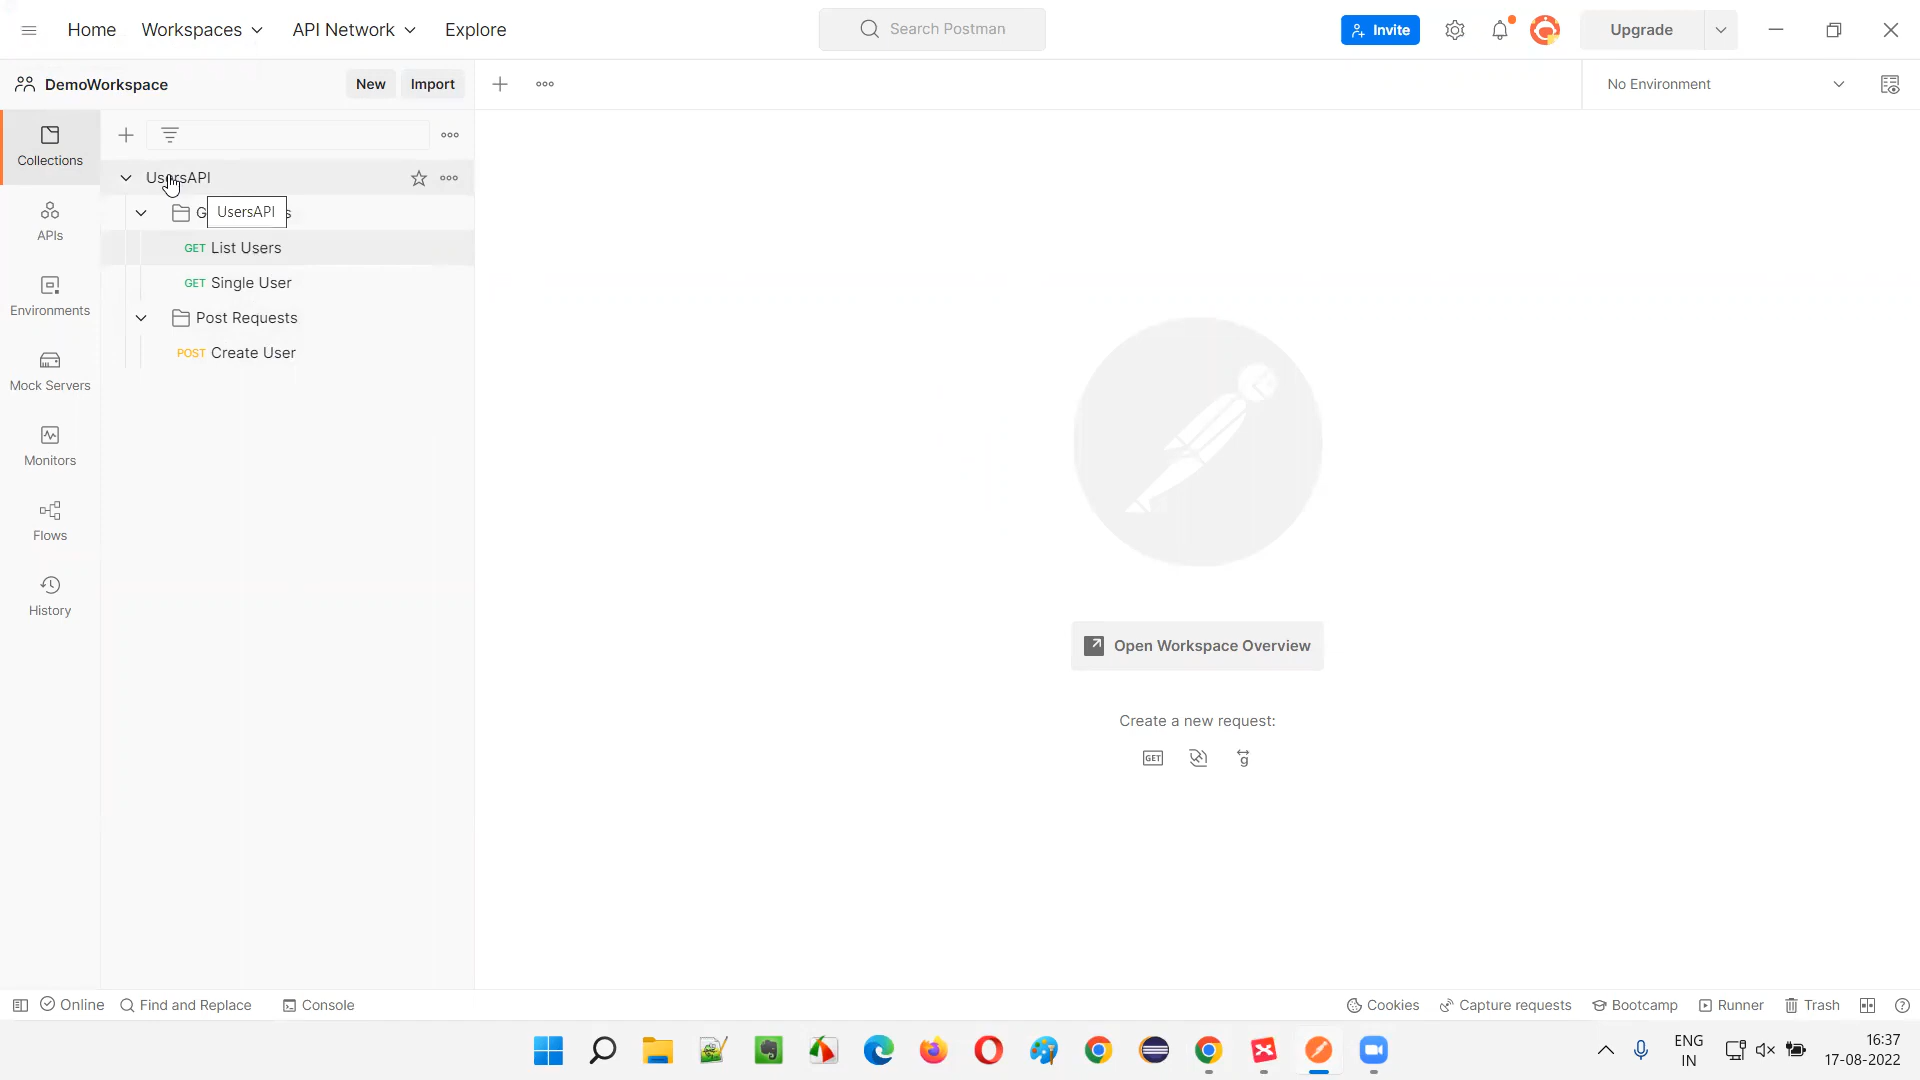 Home Workspaces API Network Explore Search Postman Invite Upgrade
DemoWorkspace New Import No Environment
Collections
UsersAPI
UsersAPI
APIs
GET List Users
GET Single User
Environments
Post Requests
POST Create User
Mock Servers
Monitors
Flows
History
Open Workspace Overview
Create a new request:
GET
Online Find and Replace Console Cookies Capture requests Bootcamp Runner Trash
ENG
IN
16:37
17-08-2022